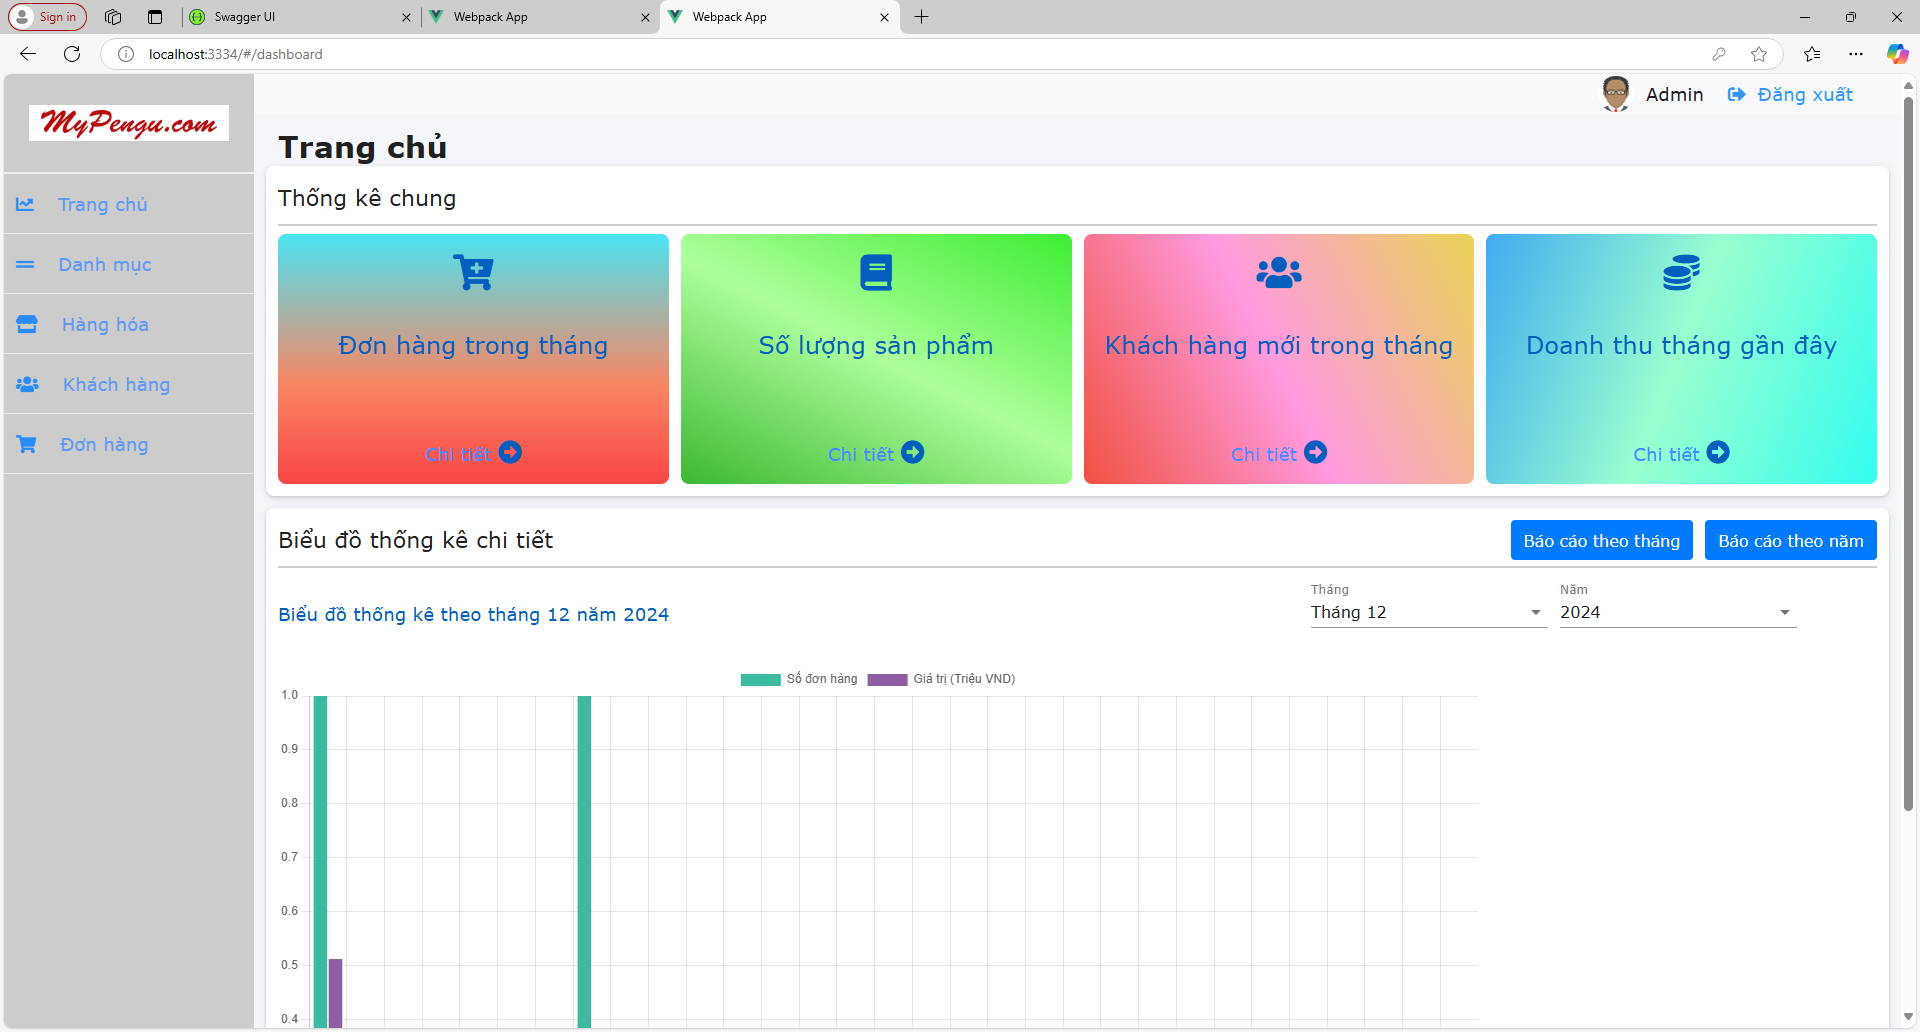 Sign in
Swagger UI
Webpack App
Webpack App
localhost:3334/#/dashboard
MyPengu.com
Admin
Đăng xuất
Trang chủ
Danh mục
Hàng hóa
Khách hàng
Đơn hàng
Trang chủ
Thống kê chung
Đơn hàng trong tháng
Chi tiết
Số lượng sản phẩm
Chi tiết
Khách hàng mới trong tháng
Chi tiết
Doanh thu tháng gần đây
Chi tiết
Biểu đồ thống kê chi tiết
Báo cáo theo tháng
Báo cáo theo năm
Biểu đồ thống kê theo tháng 12 năm 2024
Tháng
Tháng 12
Năm
2024
Số đơn hàng
Giá trị (Triệu VND)
1.0
0.9
0.8
0.7
0.6
0.5
0.4